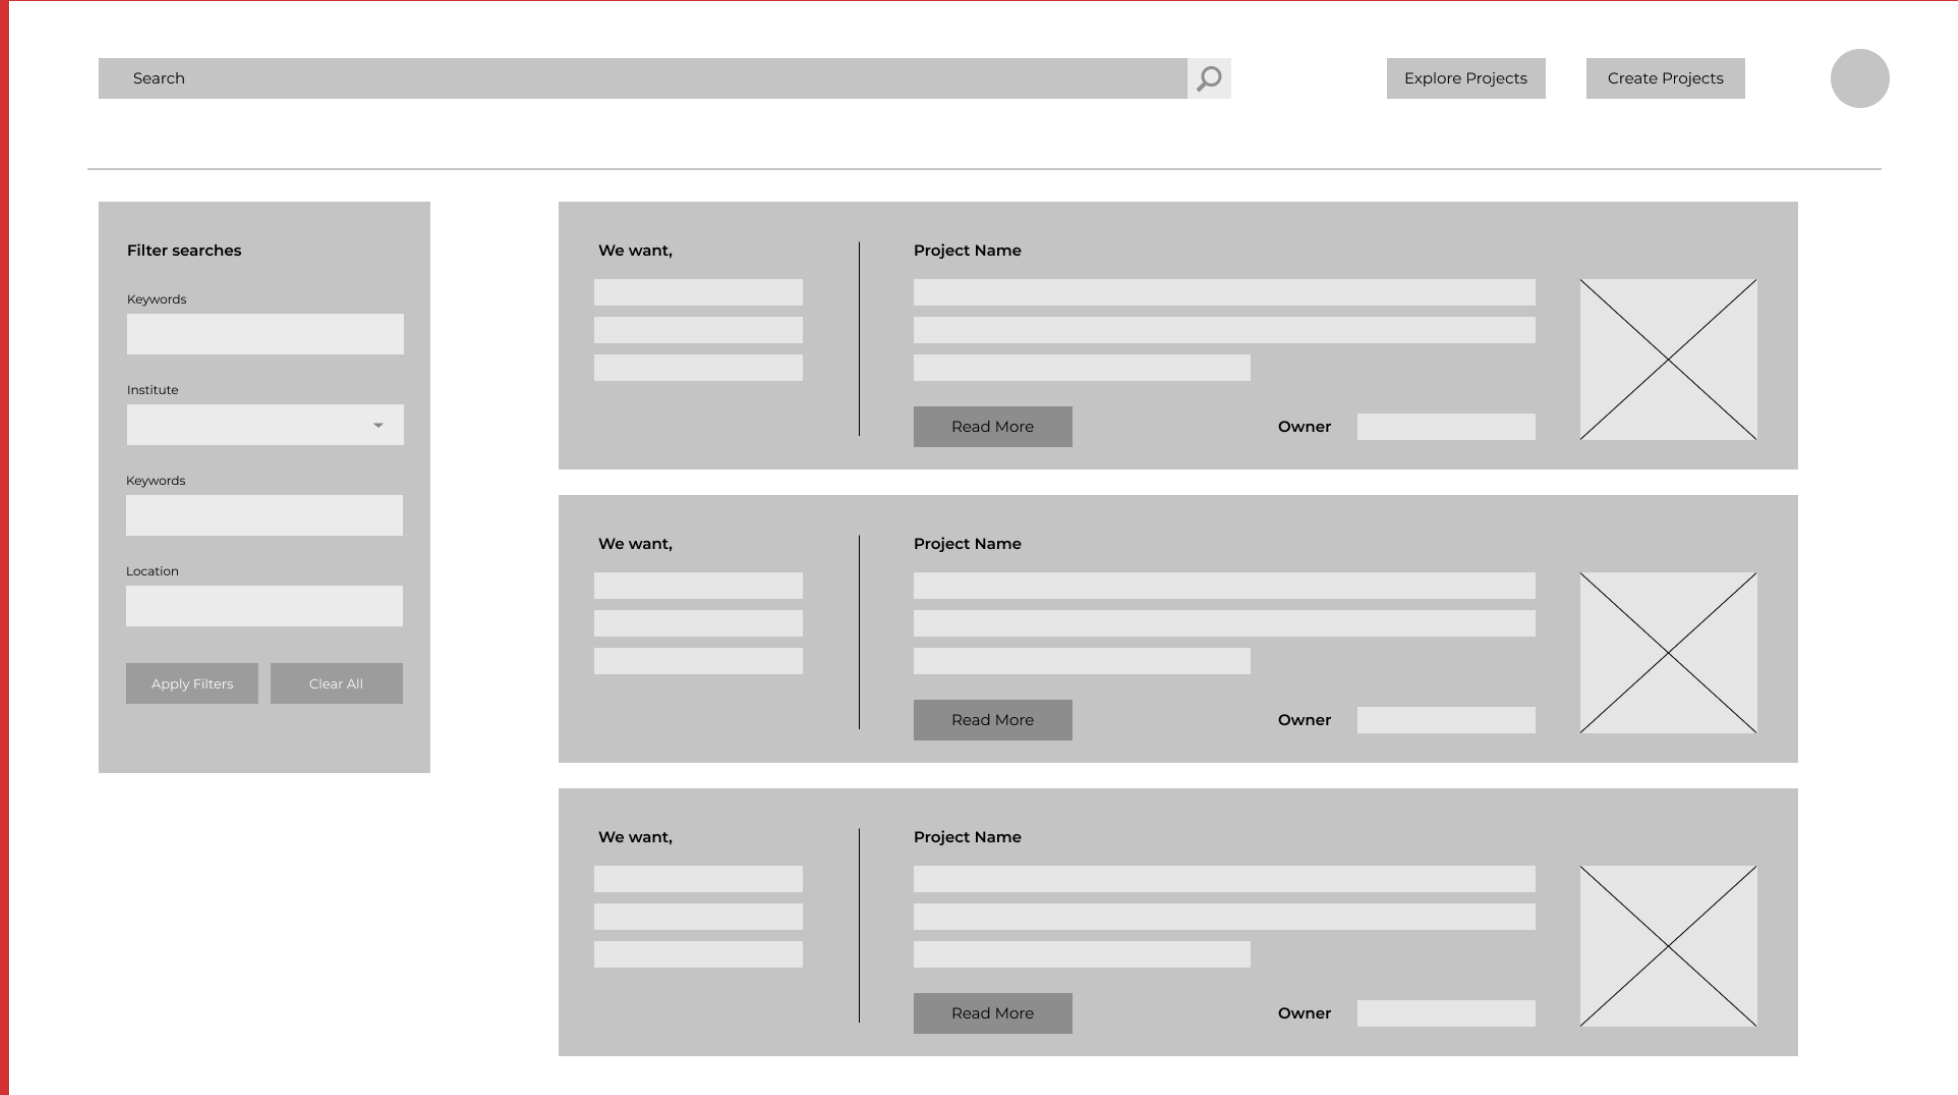 Search
Explore Projects
Create Projects
Filter searches
Keywords
Institute
Keywords
Location
Apply Filters
Clear All
We want,
Project Name
Read More
Owner
We want,
Project Name
Read More
Owner
We want,
Project Name
Read More
Owner